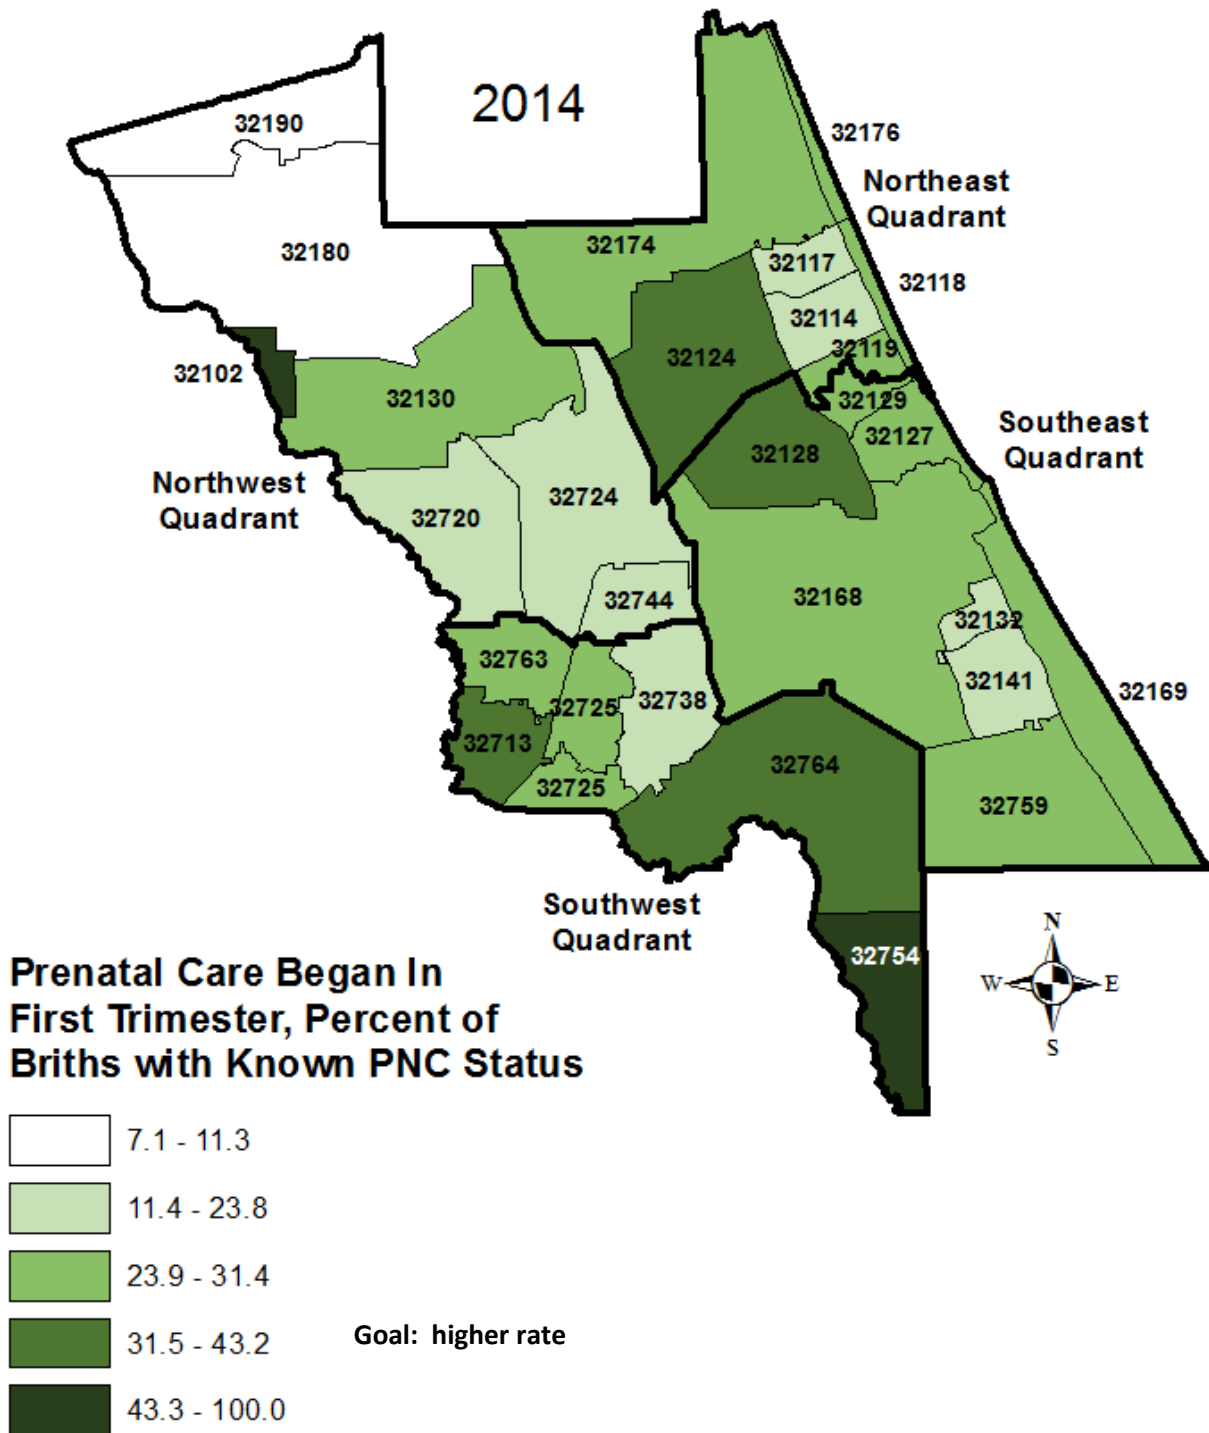 2014
32190
32176
Northeast
Quadrant
32180
32174
32117
32118
32114
32119
32124
32102
32130
32129
32127
Southeast
Quadrant
32128
Northwest
Quadrant
32724
32720
32168
32744
32132
32763
32141
32169
32738
32725
32713
32764
32725
32759
Southwest
Quadrant
32754
N
W
E
S
Prenatal Care Began In
First Trimester, Percent of
Briths with Known PNC Status
7.1 - 11.3
11.4 - 23.8
23.9 - 31.4
31.5 - 43.2
Goal: higher rate
43.3 - 100.0